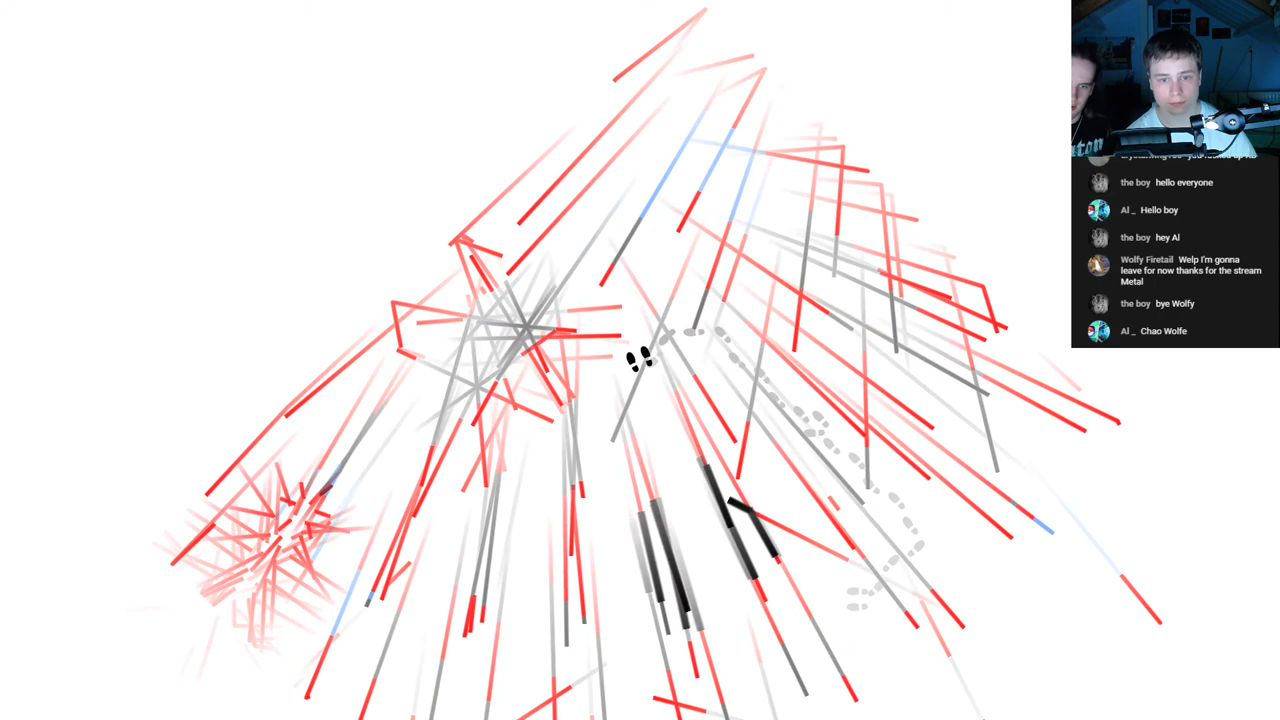 the boy hello everyone
Al _ Hello boy
the boy hey Al
Wolfy Firetail Welp I'm gonna
leave for now thanks for the stream
Metal
the boy bye Wolfy
Al _ Chao Wolfe